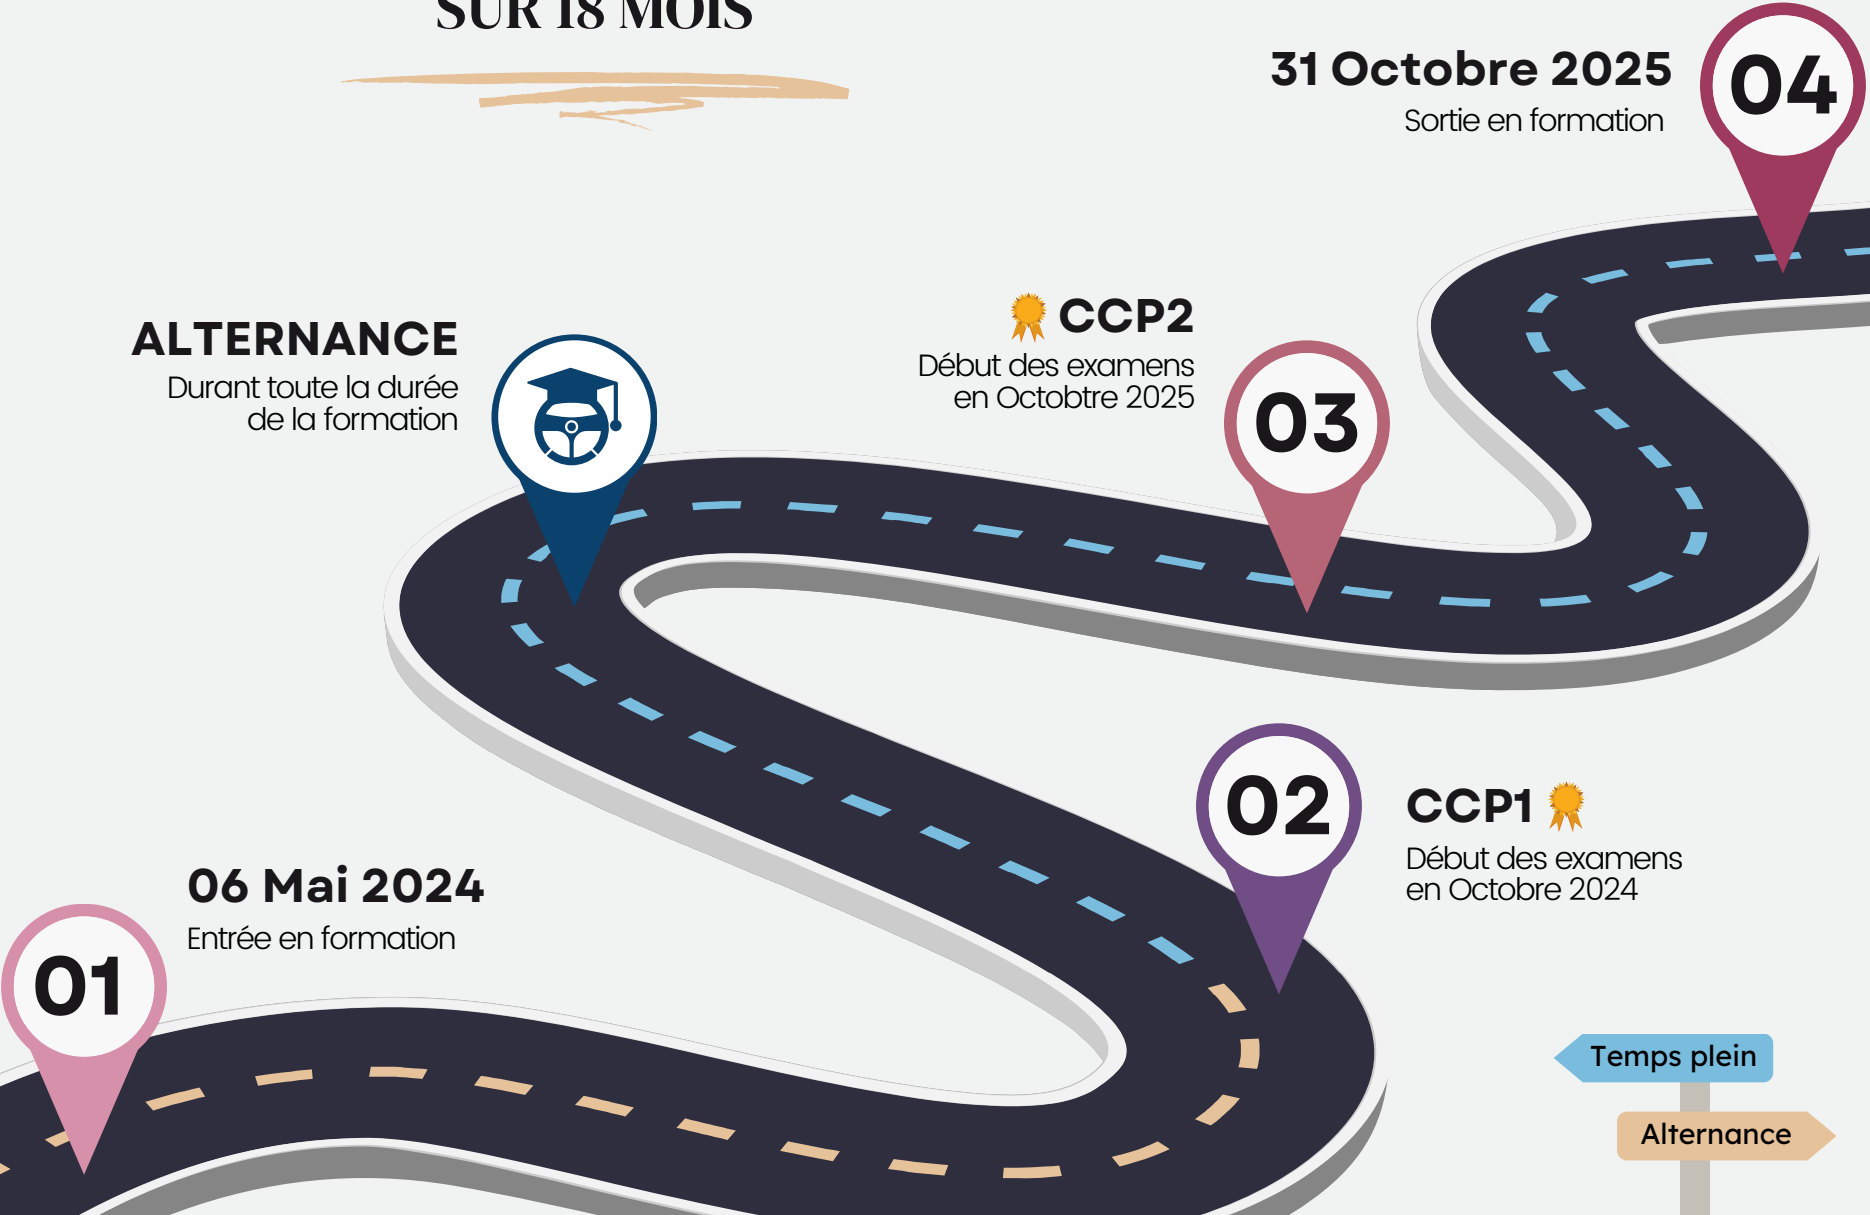 SUR 18 MOIS
31 Octobre 2025
Sortie en formation
04
ALTERNANCE
Durant toute la durée
de la formation
CCP2
Début des examens
en Octobtre 2025
03
02
CCP1
Début des examens
en Octobre 2024
06 Mai 2024
Entrée en formation
01
Temps plein
Alternance